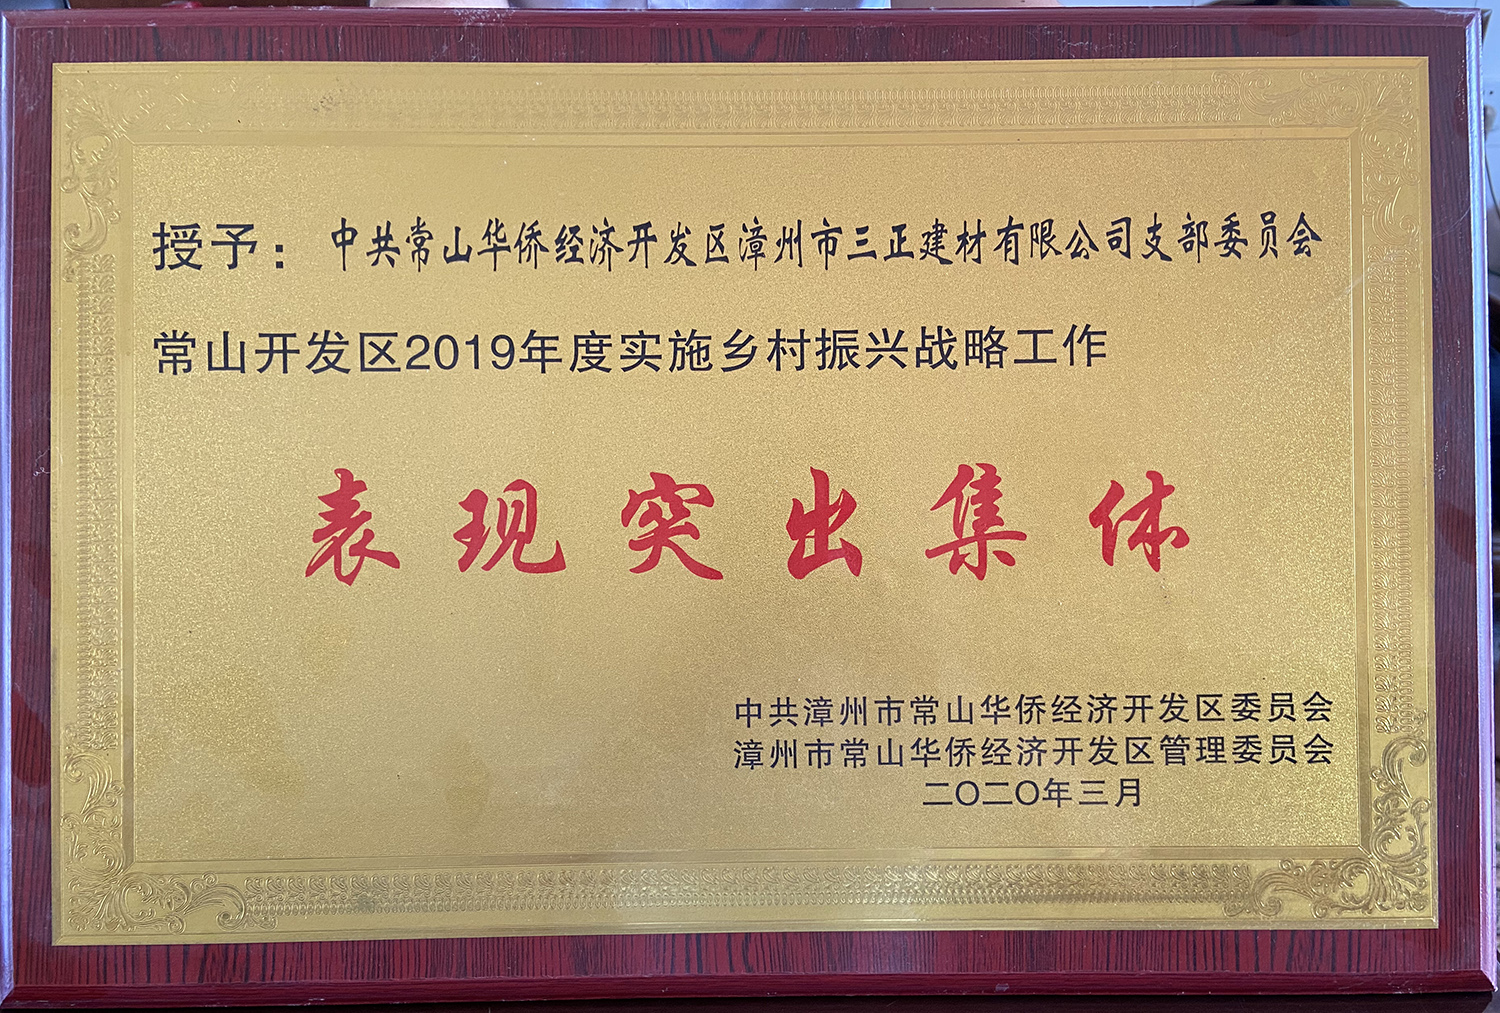 授予：中共常山华侨经济开发区漳州市三正建材有限公司支部委员会
常山开发区2019年度实施乡村振兴战略工作
表现突出集体
中共漳州市常山华侨经济开发区委员会
漳州市常山华侨经济开发区管理委员会
二〇二〇年三月